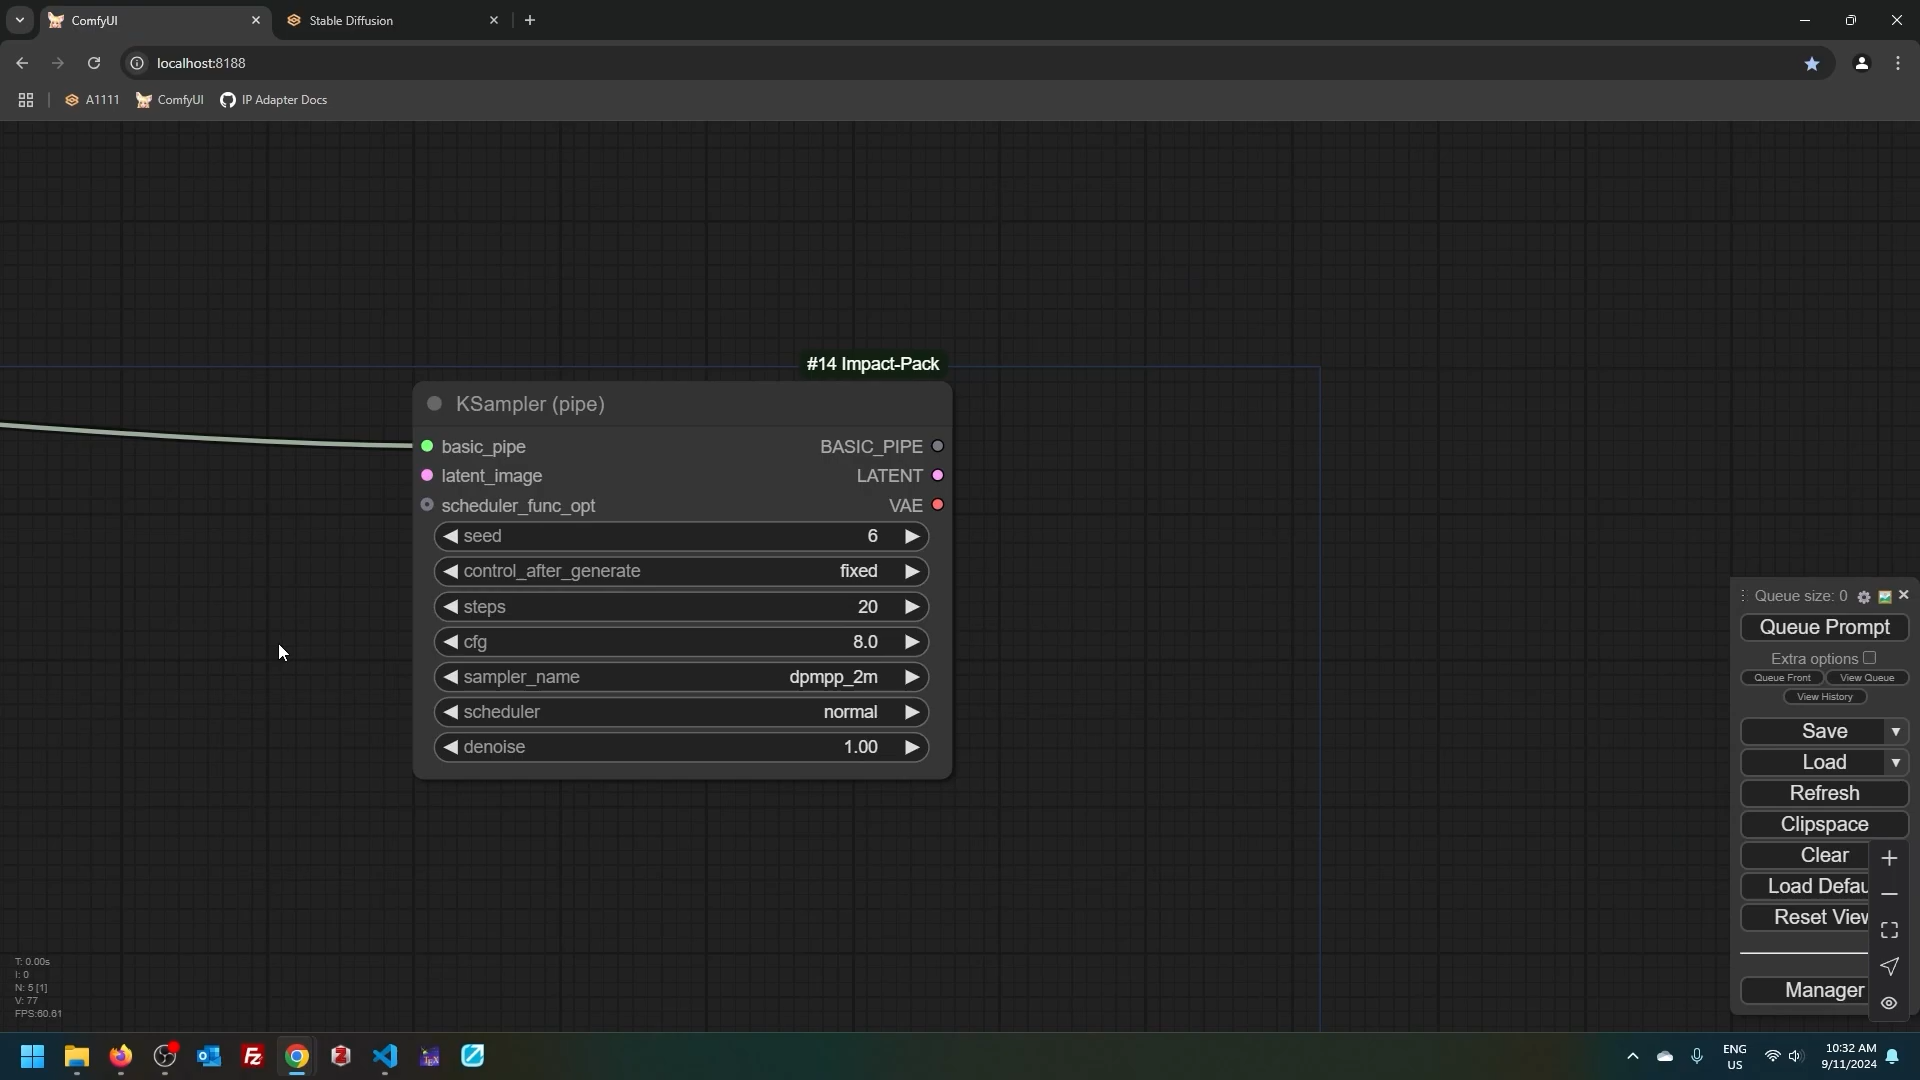 ComfyUI
Stable Diffusion
localhost:8188
A1111
ComfyUI
IP Adapter Docs
#14 Impact-Pack
KSampler (pipe)
basic_pipe BASIC_PIPE
latent_image LATENT
scheduler_func_opt VAE
seed 6
control_after_generate fixed
steps 20
cfg 8.0
sampler_name dpmpp_2m
scheduler normal
denoise 1.00
Queue size: 0
Queue Prompt
Extra options
Queue Front View Queue
View History
Save
Load
Refresh
Clipspace
Clear
Load Defau
Reset View
Manager
T: 0.00s
I: 0
N: 5 [1]
V: 77
FPS:60.61
ENG
US
10:32 AM
9/11/2024